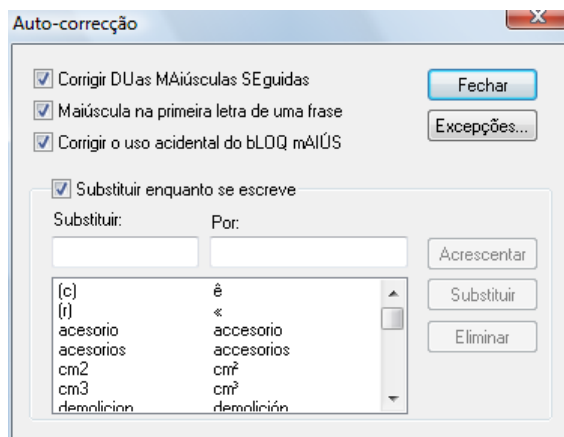 Auto-correcção
Corrigir DUas MAiúsculas SEguidas
Fechar
Maiúscula na primeira letra de uma frase
Excepções...
Corrigir o uso acidental do bLOQ mAIÚS
Substituir enquanto se escreve
Substituir: Por:
Acrescentar
(c) ê
Substituir
(r) «
acesorio accesorio
Eliminar
acesorios accesorios
cm2 cm²
cm3 cm³
demolicion demolición